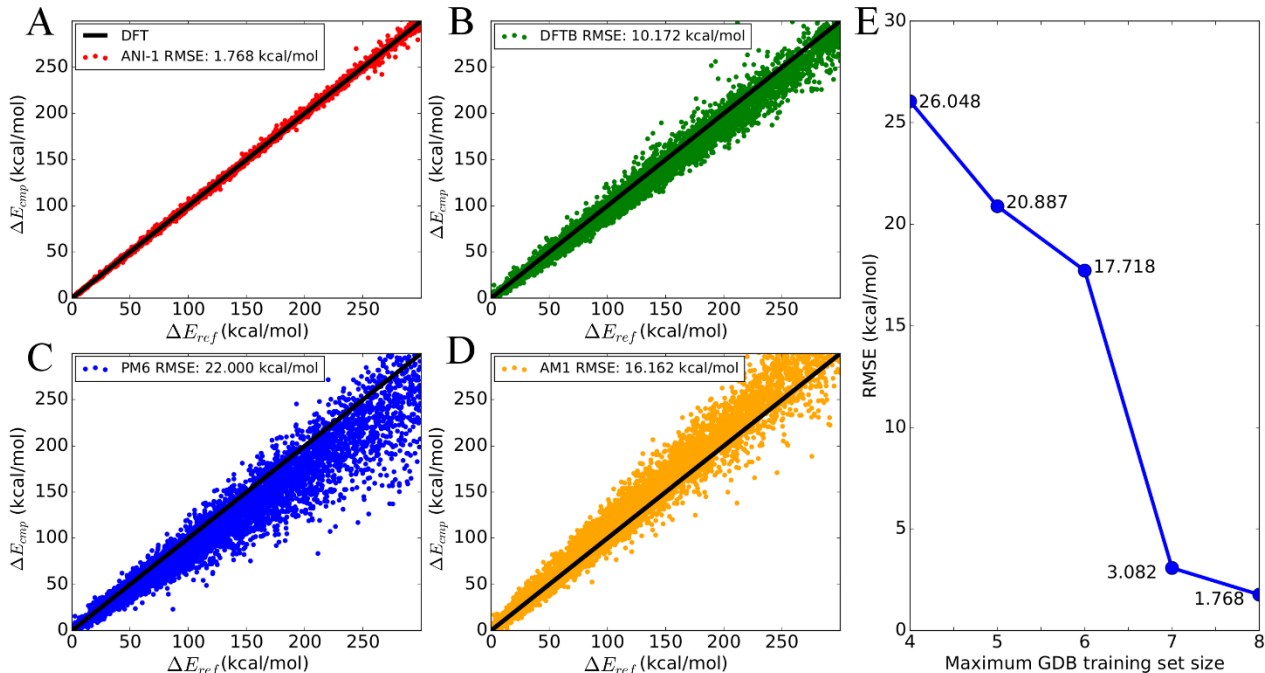 A
DFT
ANI-1 RMSE: 1.768 kcal/mol
250
200
150
100
50
0
ΔE_cmp (kcal/mol)
0 50 100 150 200 250
ΔE_ref (kcal/mol)
B
DFTB RMSE: 10.172 kcal/mol
250
200
150
100
50
0
ΔE_cmp (kcal/mol)
0 50 100 150 200 250
ΔE_ref (kcal/mol)
C
PM6 RMSE: 22.000 kcal/mol
250
200
150
100
50
0
ΔE_cmp (kcal/mol)
0 50 100 150 200 250
ΔE_ref (kcal/mol)
D
AM1 RMSE: 16.162 kcal/mol
250
200
150
100
50
0
ΔE_cmp (kcal/mol)
0 50 100 150 200 250
ΔE_ref (kcal/mol)
E
30
25
20
15
10
5
0
RMSE (kcal/mol)
26.048
20.887
17.718
3.082
1.768
4 5 6 7 8
Maximum GDB training set size